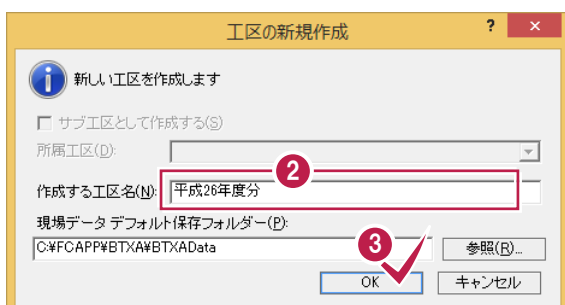 工区の新規作成 ? ×
新しい工区を作成します
サブ工区として作成する(S)
所属工区(D):
2
作成する工区名(N): 平成26年度分
現場データ デフォルト保存フォルダー(P):
3
C:¥FCAPP¥BTXA¥BTXAData 参照(R)...
OK キャンセル